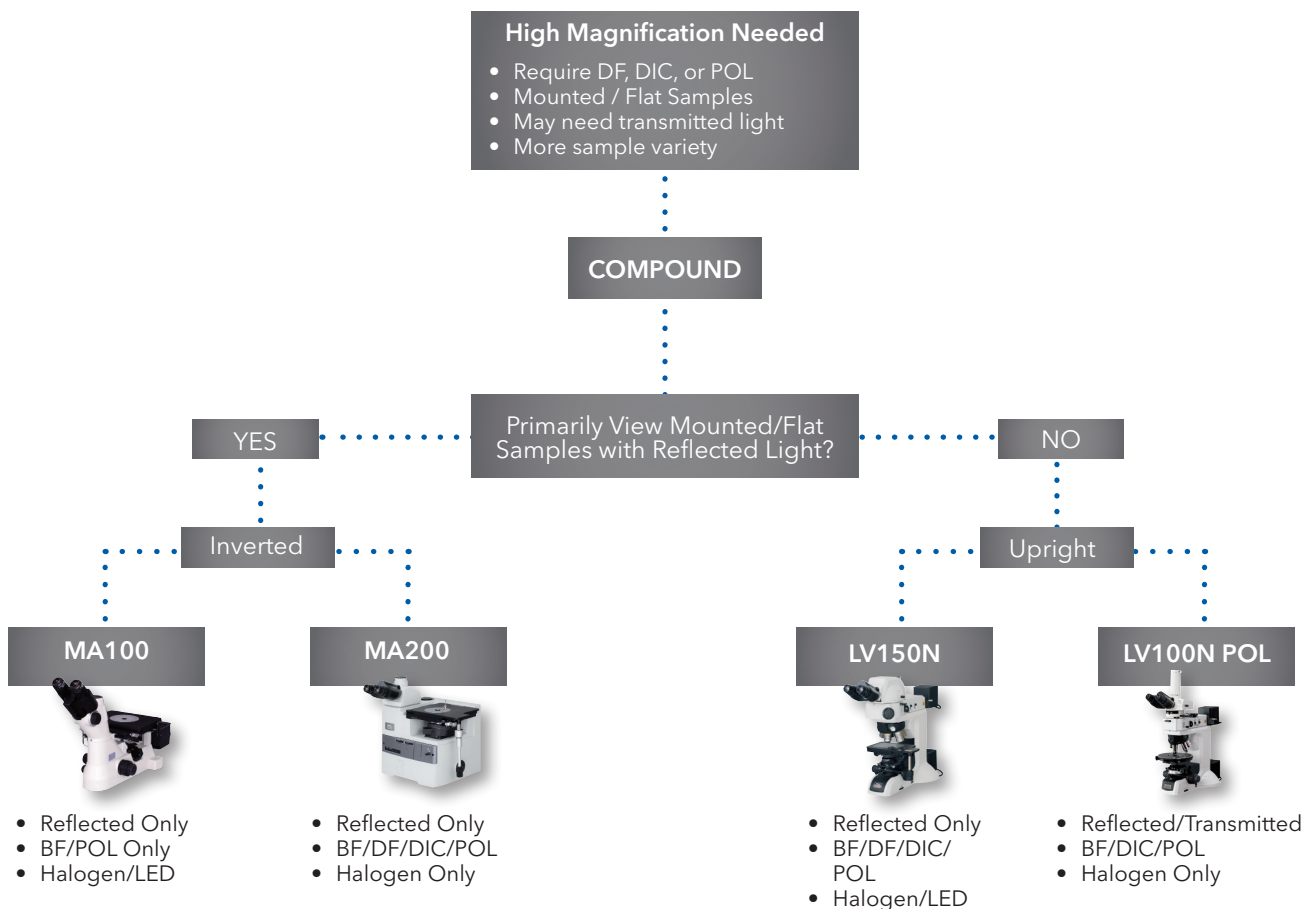 High Magnification Needed
• Require DF, DIC, or POL
• Mounted / Flat Samples
• May need transmitted light
• More sample variety
COMPOUND
Primarily View Mounted/Flat
Samples with Reflected Light?
YES
NO
Inverted
Upright
MA100
MA200
LV150N
LV100N POL
• Reflected Only
• BF/POL Only
• Halogen/LED
• Reflected Only
• BF/DF/DIC/POL
• Halogen Only
• Reflected Only
• BF/DF/DIC/
POL
• Halogen/LED
• Reflected/Transmitted
• BF/DIC/POL
• Halogen Only